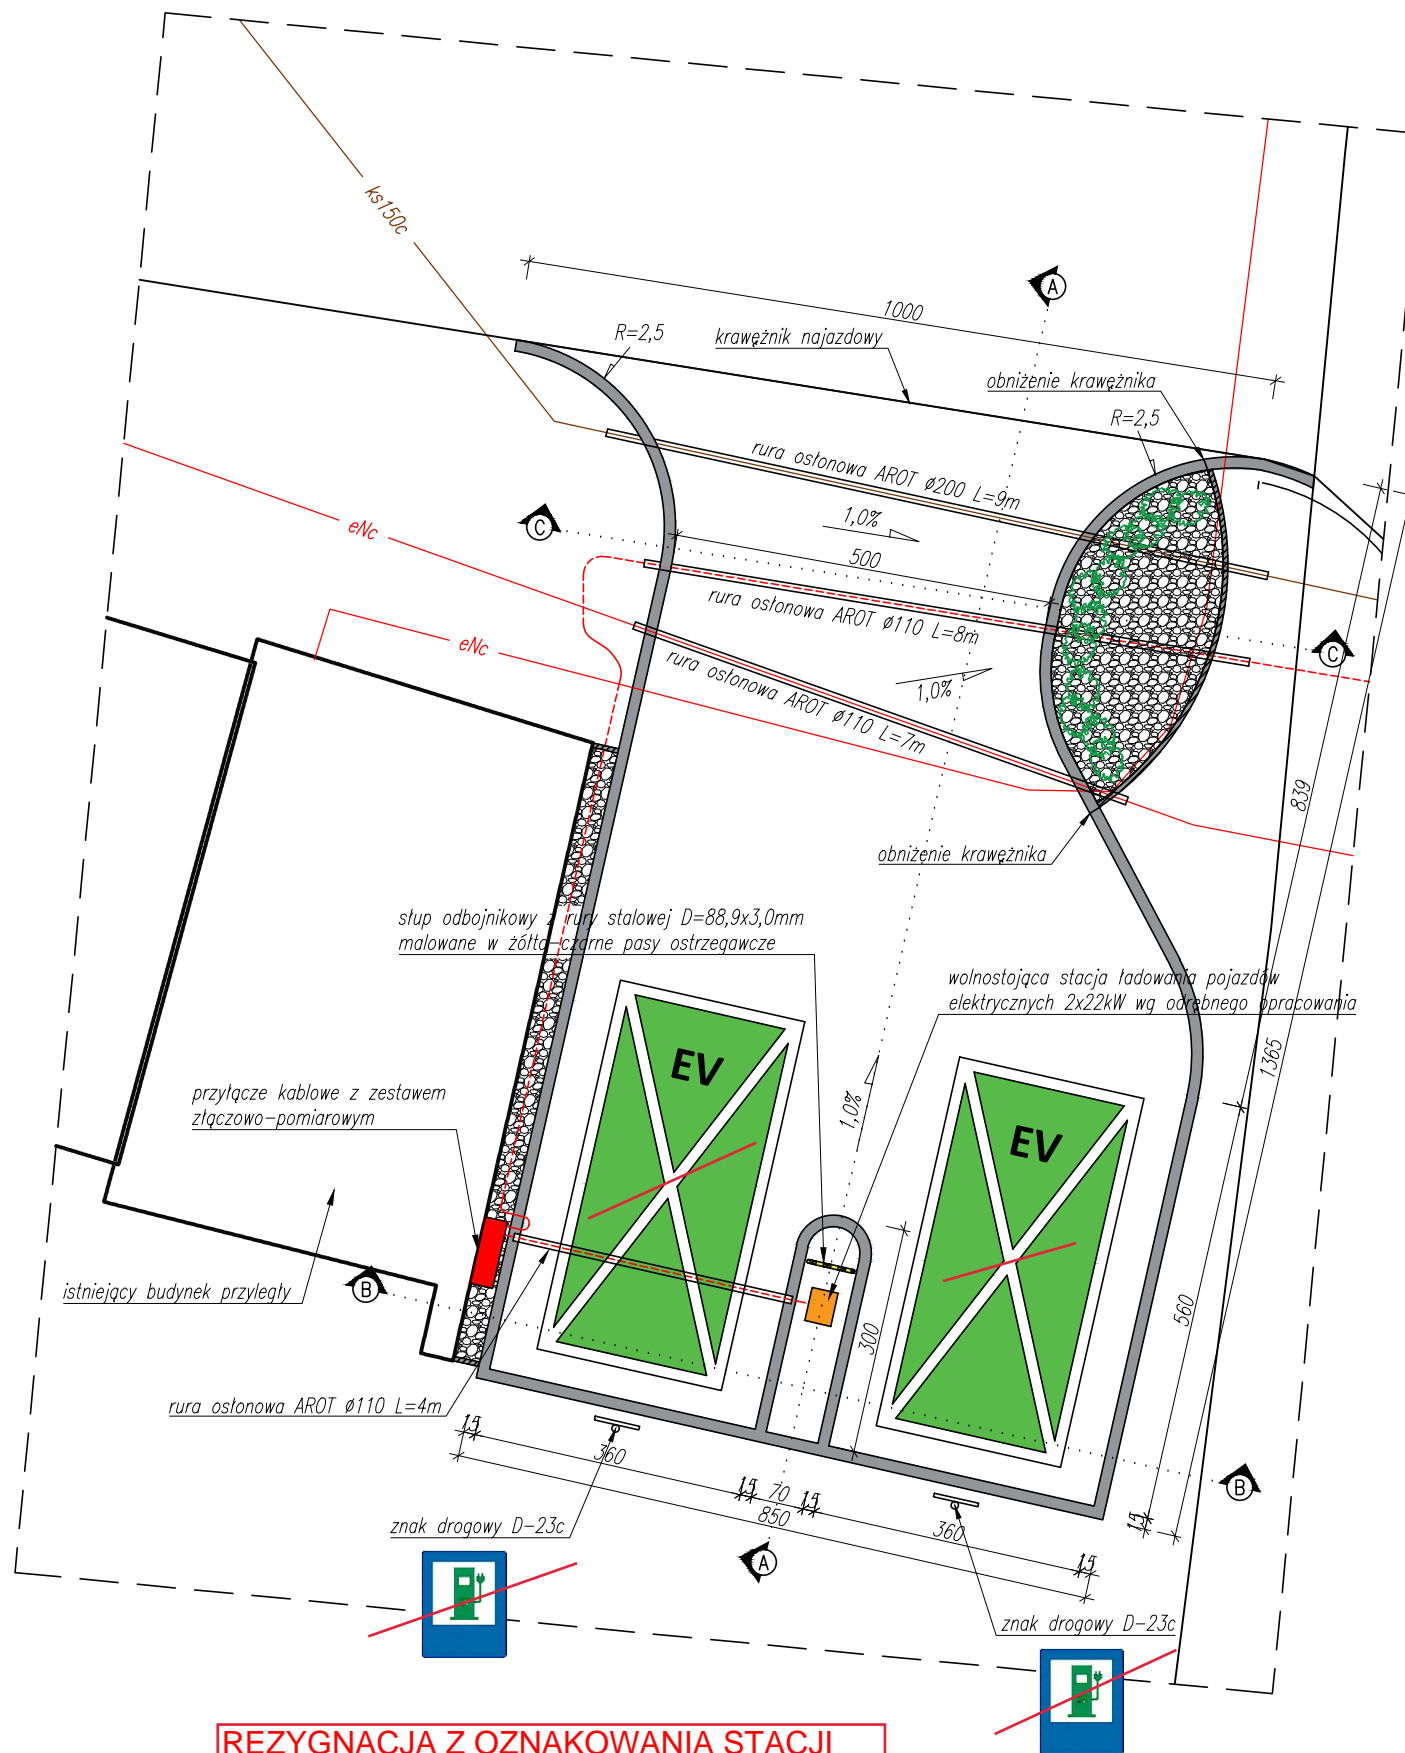 ks150c
1000
A
R=2,5
krawężnik najazdowy
obniżenie krawężnika
R=2,5
rura osłonowa AROT ø200 L=9m
1,0%
C
eNc
500
rura osłonowa AROT ø110 L=8m
eNc
C
rura osłonowa AROT ø110 L=7m
1,0%
839
obniżenie krawężnika
słup odbojnikowy z rury stalowej D=88,9x3,0mm
malowane w żółto-czarne pasy ostrzegawcze
wolnostojąca stacja ładowania pojazdów
elektrycznych 2x22kW wg odrębnego opracowania
1365
EV
przyłącze kablowe z zestawem
złączowo-pomiarowym
1,0%
EV
istniejący budynek przyległy
B
300
560
rura osłonowa AROT ø110 L=4m
15
360
15
70
15
850
360
15
15
B
znak drogowy D-23c
A
znak drogowy D-23c
REZYGNACJA Z OZNAKOWANIA STACJI